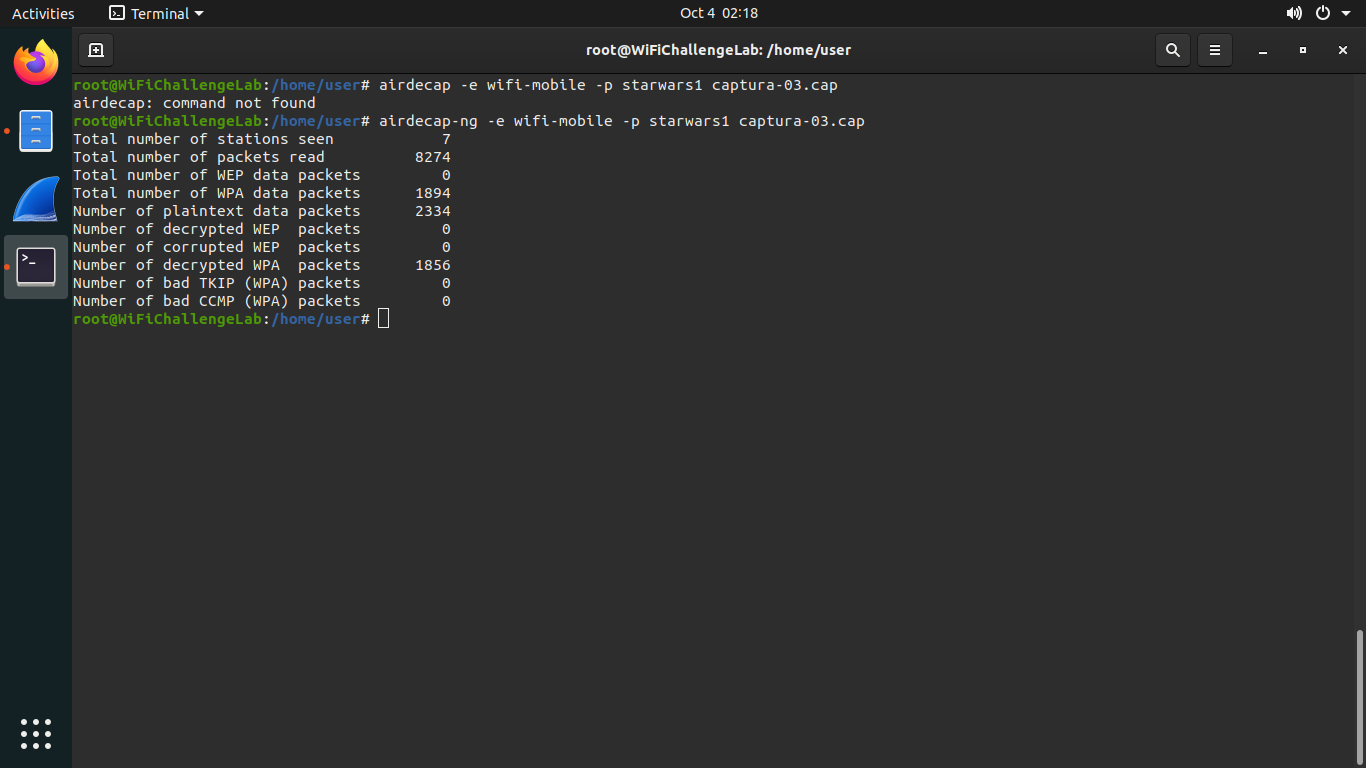 Activities Terminal Oct 4 02:18
root@WiFiChallengeLab: /home/user
root@WiFiChallengeLab:/home/user# airdecap -e wifi-mobile -p starwars1 captura-03.cap
airdecap: command not found
root@WiFiChallengeLab:/home/user# airdecap-ng -e wifi-mobile -p starwars1 captura-03.cap
Total number of stations seen            7
Total number of packets read          8274
Total number of WEP data packets         0
Total number of WPA data packets      1894
Number of plaintext data packets      2334
Number of decrypted WEP  packets         0
Number of corrupted WEP  packets         0
Number of decrypted WPA  packets      1856
Number of bad TKIP (WPA) packets         0
Number of bad CCMP (WPA) packets         0
root@WiFiChallengeLab:/home/user#